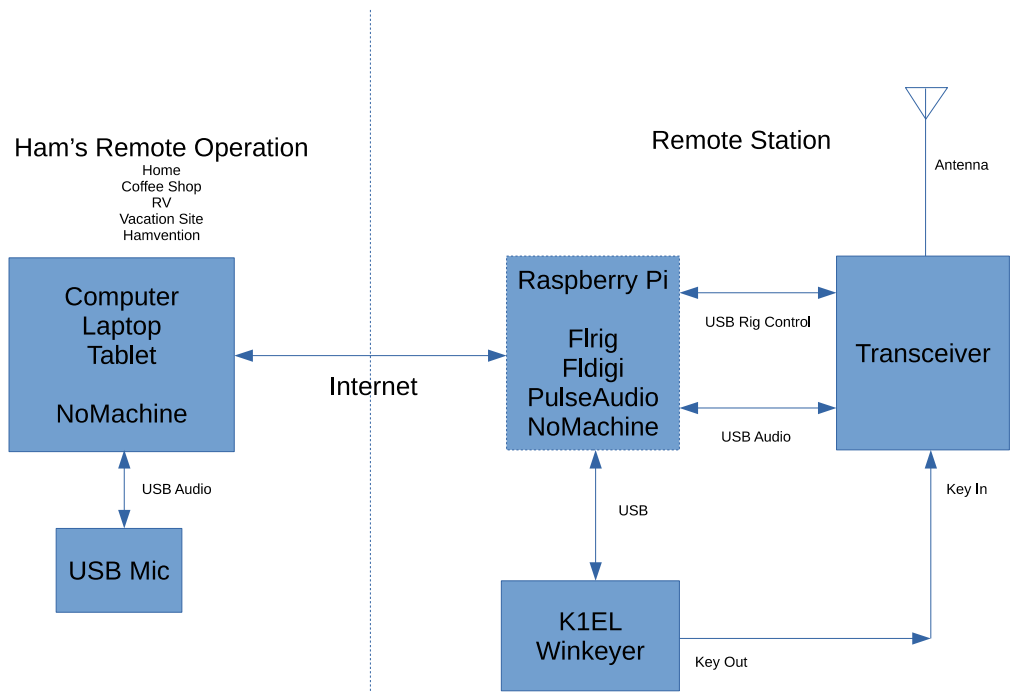 Ham's Remote Operation
Home
Coffee Shop
RV
Vacation Site
Hamvention
Computer
Laptop
Tablet
NoMachine
USB Audio
USB Mic
Internet
Remote Station
Antenna
Raspberry Pi
Flrig
Fldigi
PulseAudio
NoMachine
USB Rig Control
USB Audio
Transceiver
USB
Key In
K1EL
Winkeyer
Key Out